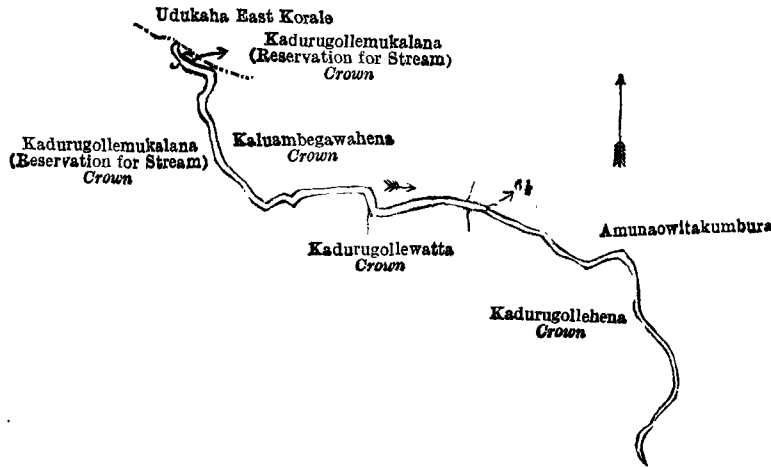 Udukaha East Korale
Kadurugollemukalana
(Reservation for Stream)
Crown
Kadurugollemukalana
(Reservation for Stream)
Crown
Kaluambegawahena
Crown
Amunaowitakumbura
Kadurugollewatta
Crown
Kadurugollehena
Crown